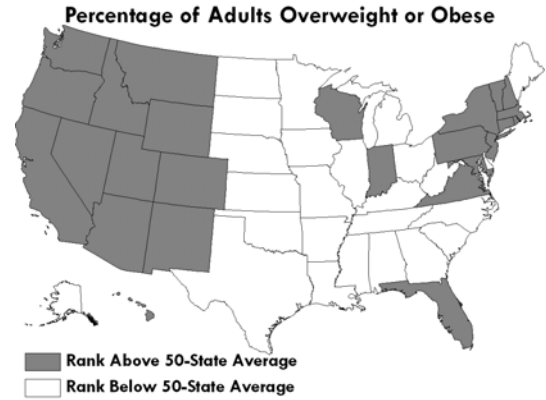 Percentage of Adults Overweight or Obese
Rank Above 50-State Average
Rank Below 50-State Average